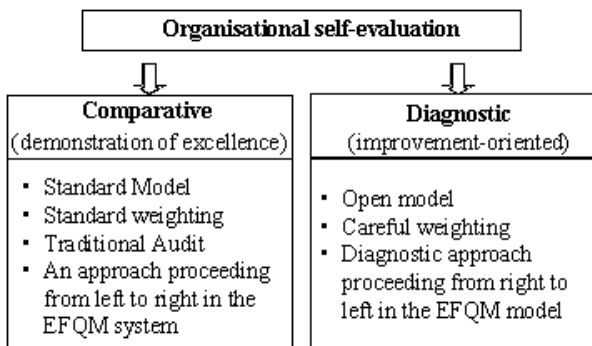 Organisational self-evaluation
Comparative
(demonstration of excellence)
▪ Standard Model
▪ Standard weighting
▪ Traditional Audit
▪ An approach proceeding
from left to right in the
EFQM system
Diagnostic
(improvement-oriented)
▪ Open model
▪ Careful weighting
▪ Diagnostic approach
proceeding from right to
left in the EFQM model